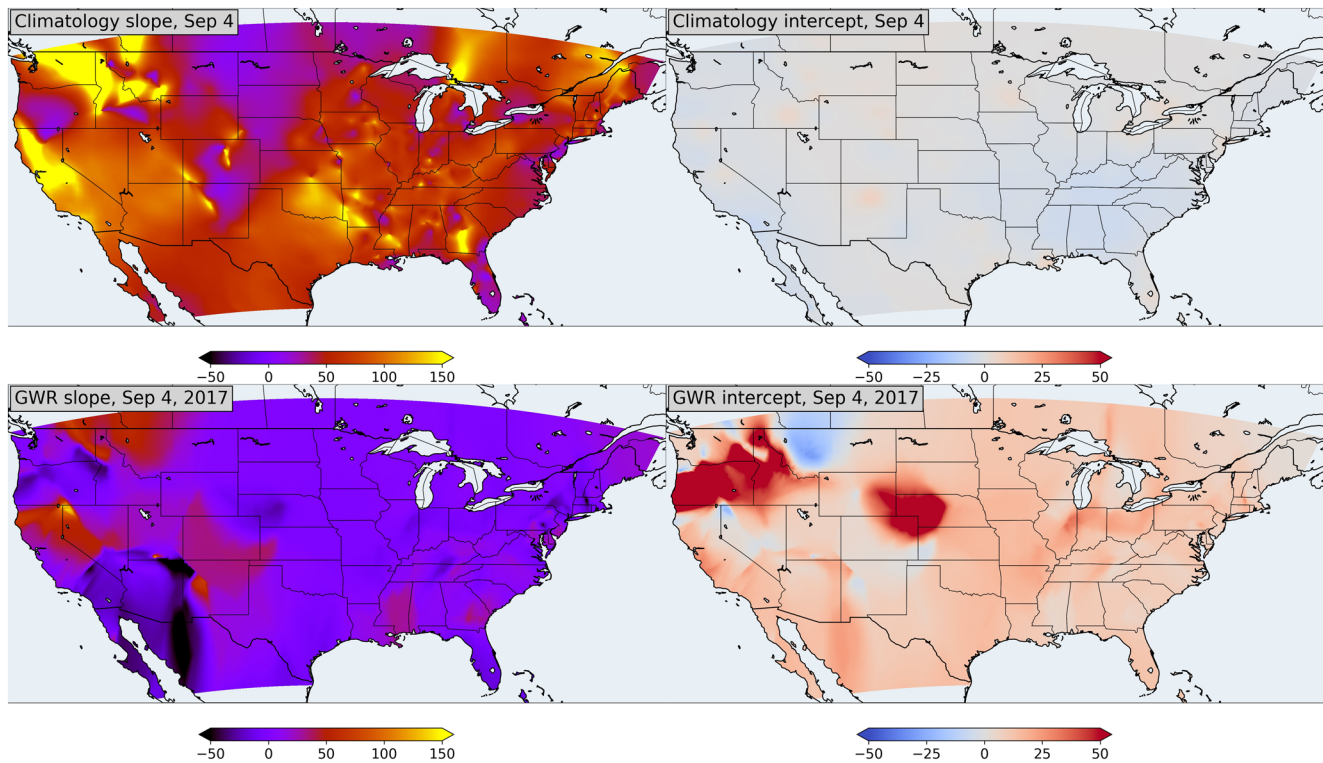 Climatology slope, Sep 4
Climatology intercept, Sep 4
−50 0 50 100 150
−50 −25 0 25 50
GWR slope, Sep 4, 2017
GWR intercept, Sep 4, 2017
−50 0 50 100 150
−50 −25 0 25 50